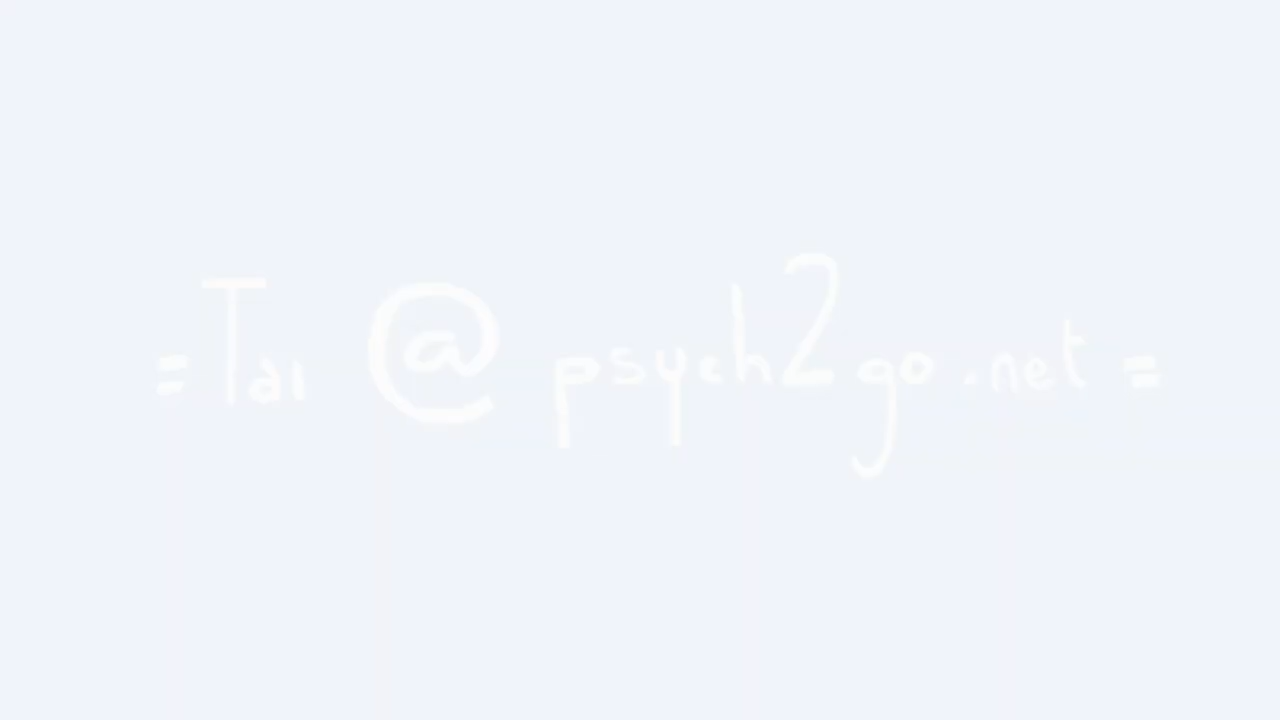 = Tai @ psych2go.net =